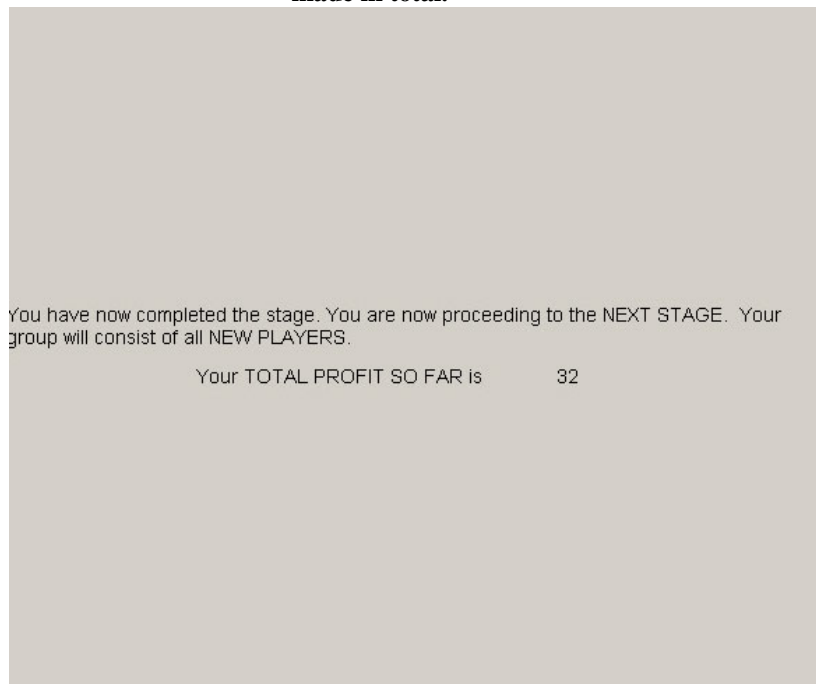 made in total.
You have now completed the stage. You are now proceeding to the NEXT STAGE. Your
group will consist of all NEW PLAYERS.
Your TOTAL PROFIT SO FAR is 32